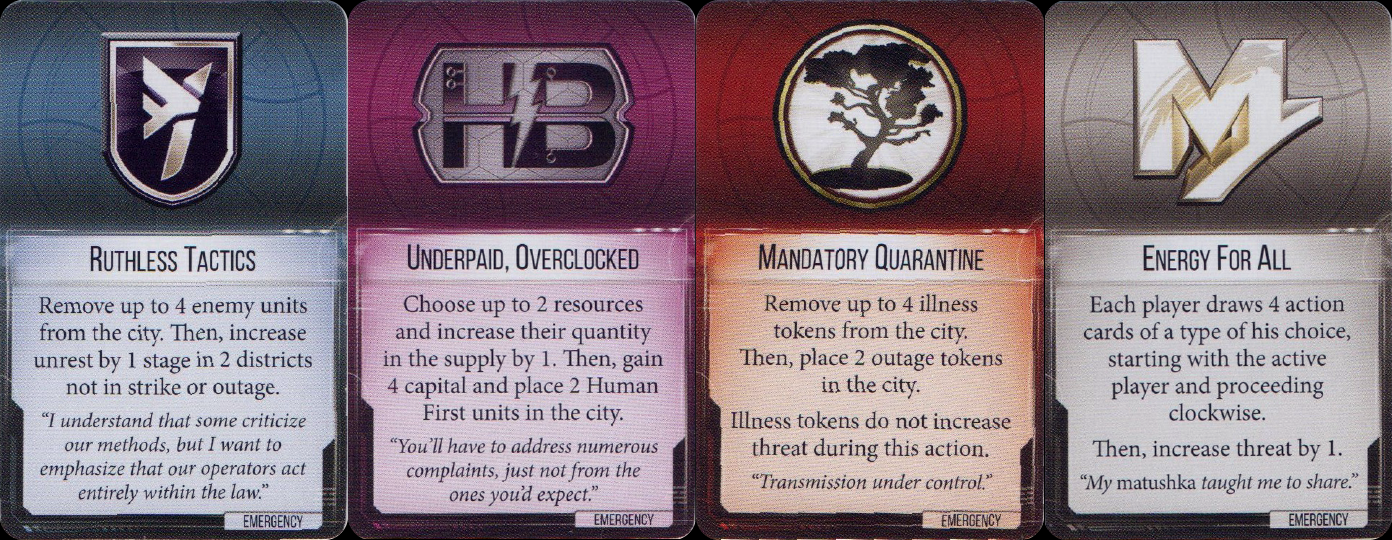 HB
M
RUTHLESS TACTICS
Remove up to 4 enemy units
from the city. Then, increase
unrest by 1 stage in 2 districts
not in strike or outage.
“I understand that some criticize
our methods, but I want to
emphasize that our operators act
entirely within the law.”
EMERGENCY
UNDERPAID, OVERCLOCKED
Choose up to 2 resources
and increase their quantity
in the supply by 1. Then, gain
4 capital and place 2 Human
First units in the city.
“You’ll have to address numerous
complaints, just not from the
ones you’d expect.”
EMERGENCY
MANDATORY QUARANTINE
Remove up to 4 illness
tokens from the city.
Then, place 2 outage tokens
in the city.
Illness tokens do not increase
threat during this action.
“Transmission under control.”
EMERGENCY
ENERGY FOR ALL
Each player draws 4 action
cards of a type of his choice,
starting with the active
player and proceeding
clockwise.
Then, increase threat by 1.
“My matushka taught me to share.”
EMERGENCY